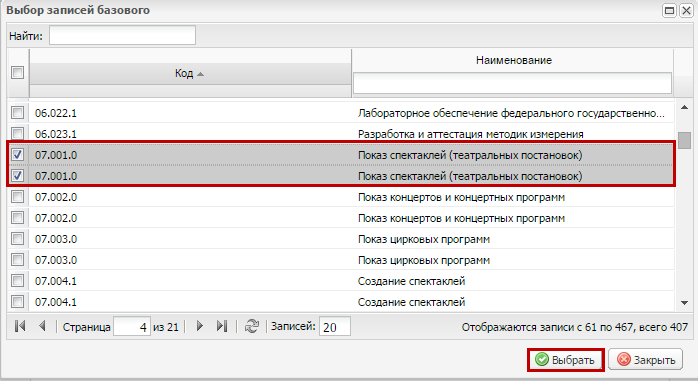 Выбор записей базового
Найти:
Код Наименование
06.022.1 Лабораторное обеспечение федерального государственно...
06.023.1 Разработка и аттестация методик измерения
07.001.0 Показ спектаклей (театральных постановок)
07.001.0 Показ спектаклей (театральных постановок)
07.002.0 Показ концертов и концертных программ
07.002.0 Показ концертов и концертных программ
07.003.0 Показ цирковых программ
07.003.0 Показ цирковых программ
07.004.1 Создание спектаклей
07.004.1 Создание спектаклей
Страница 4 из 21 Записей: 20 Отображаются записи с 61 по 467, всего 407
Выбрать Закрыть